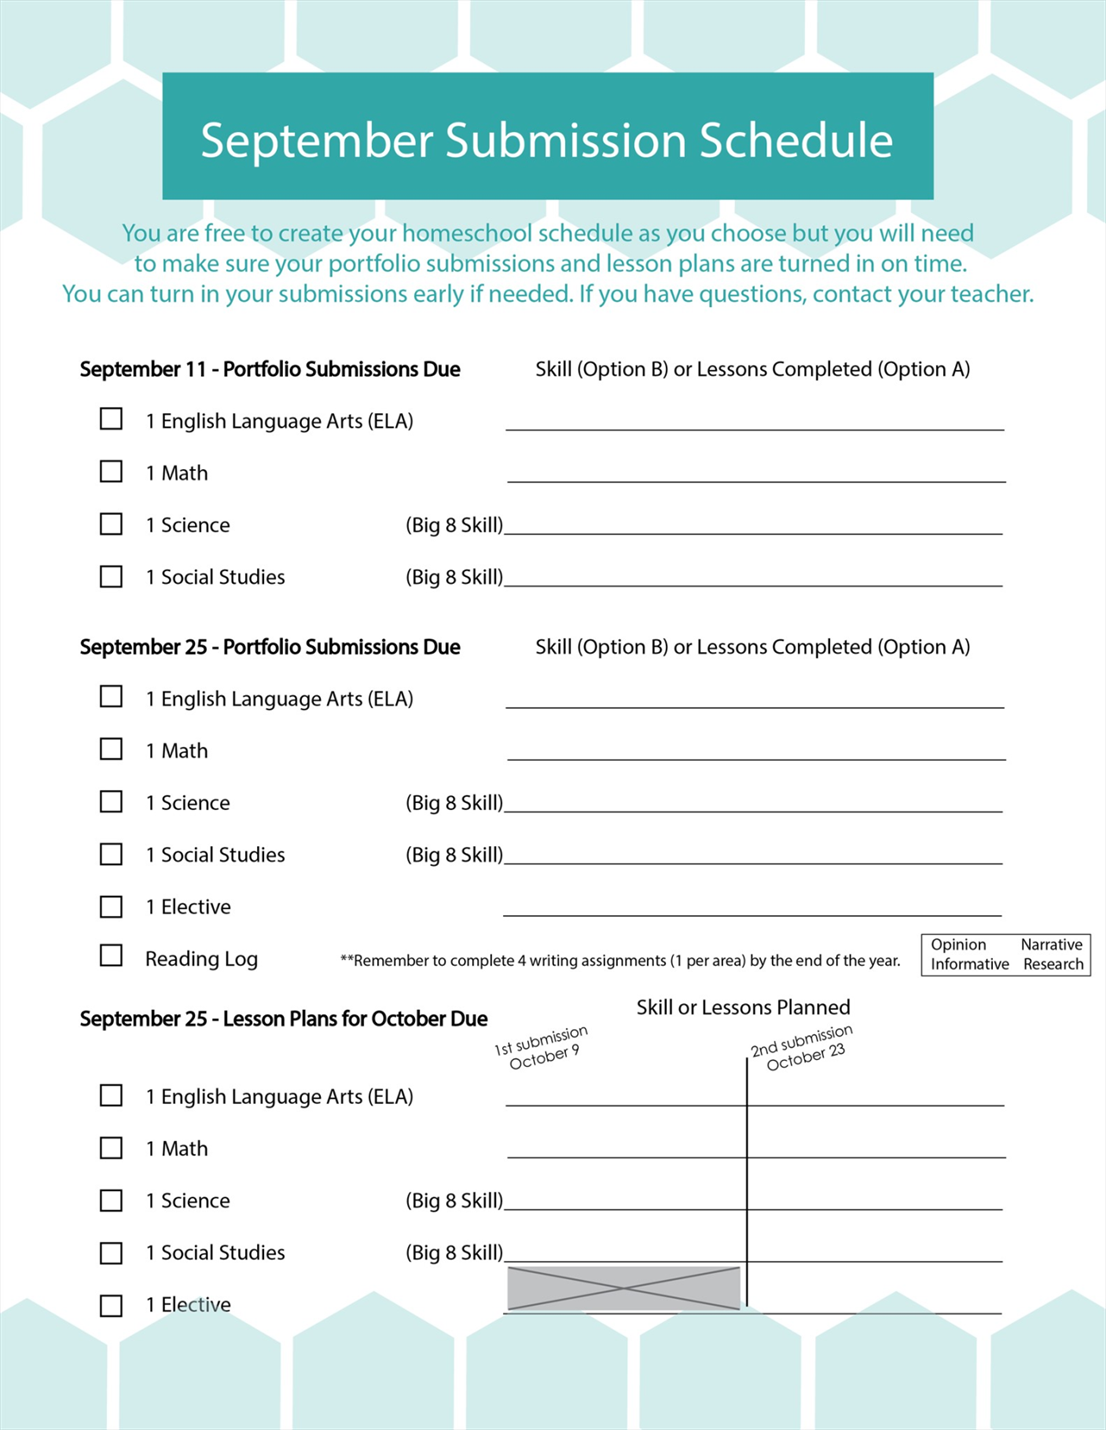 September Submission Schedule
You are free to create your homeschool schedule as you choose but you will need
to make sure your portfolio submissions and lesson plans are turned in on time.
You can turn in your submissions early if needed. If you have questions, contact your teacher.
September 11 - Portfolio Submissions Due Skill (Option B) or Lessons Completed (Option A)
1 English Language Arts (ELA)
1 Math
1 Science (Big 8 Skill)
1 Social Studies (Big 8 Skill)
September 25 - Portfolio Submissions Due Skill (Option B) or Lessons Completed (Option A)
1 English Language Arts (ELA)
1 Math
1 Science (Big 8 Skill)
1 Social Studies (Big 8 Skill)
1 Elective
Reading Log **Remember to complete 4 writing assignments (1 per area) by the end of the year.
Opinion Narrative
Informative Research
Skill or Lessons Planned
September 25 - Lesson Plans for October Due
1st submission
October 9
2nd submission
October 23
1 English Language Arts (ELA)
1 Math
1 Science (Big 8 Skill)
1 Social Studies (Big 8 Skill)
1 Elective